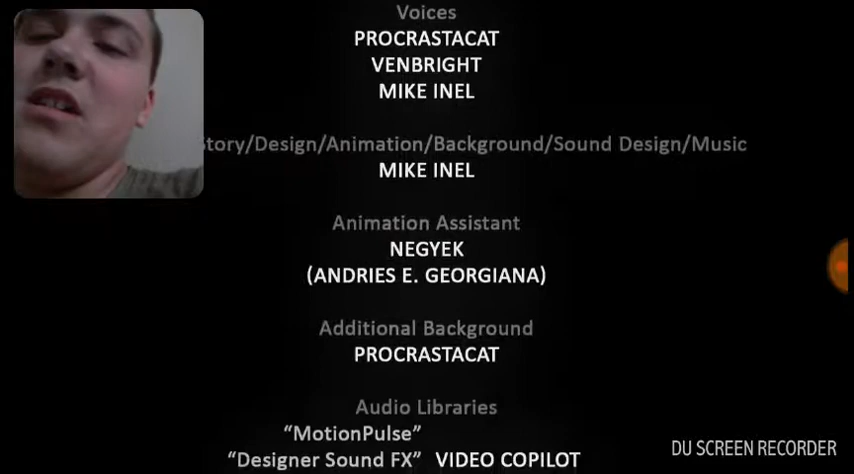 Voices
PROCRASTACAT
VENBRIGHT
MIKE INEL
Story/Design/Animation/Background/Sound Design/Music
MIKE INEL
Animation Assistant
NEGYEK
(ANDRIES E. GEORGIANA)
Additional Background
PROCRASTACAT
Audio Libraries
“MotionPulse”
“Designer Sound FX” VIDEO COPILOT
DU SCREEN RECORDER